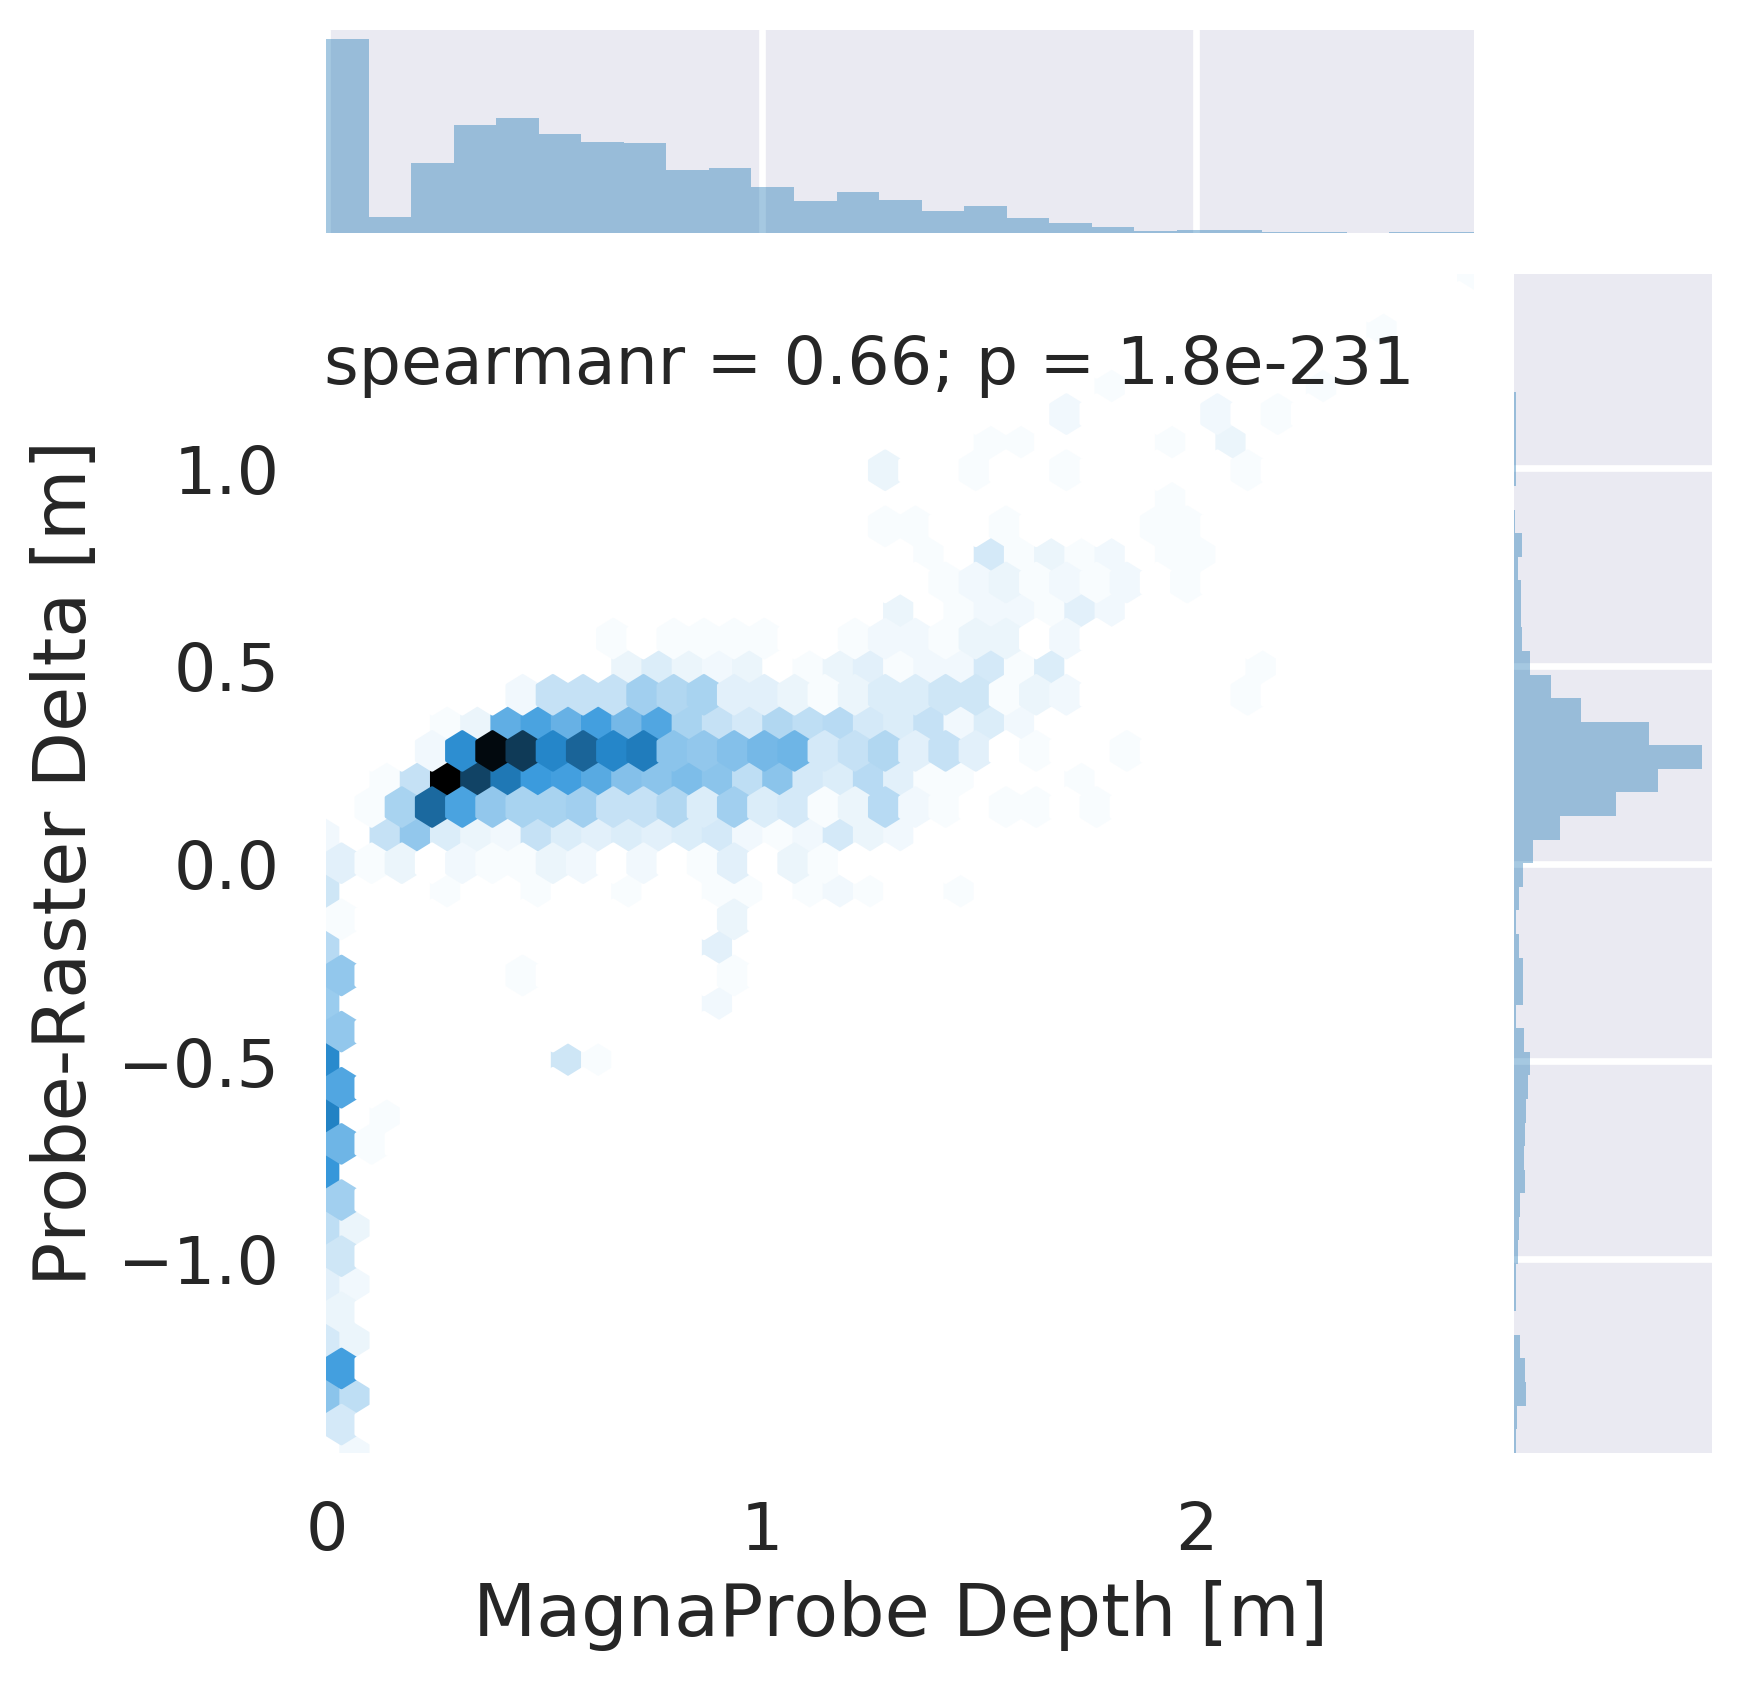 spearmanr = 0.66; p = 1.8e-231
Probe-Raster Delta [m]
1.0
0.5
0.0
−0.5
−1.0
0 1 2
MagnaProbe Depth [m]